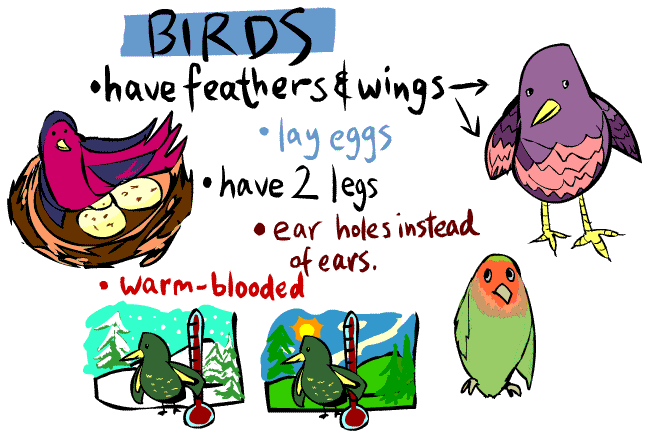 BIRDS
•have feathers & wings
•lay eggs
•have 2 legs
•ear holes instead
of ears.
•warm-blooded